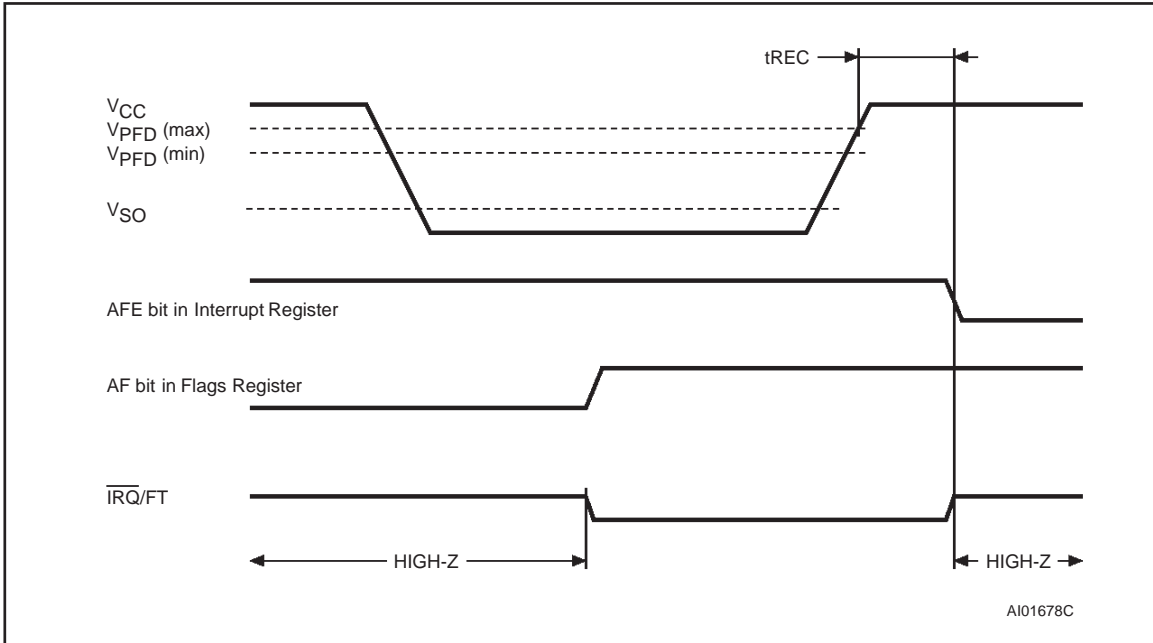 tREC
VCC
VPFD (max)
VPFD (min)
VSO
AFE bit in Interrupt Register
AF bit in Flags Register
IRQ/FT
HIGH-Z
HIGH-Z
AI01678C